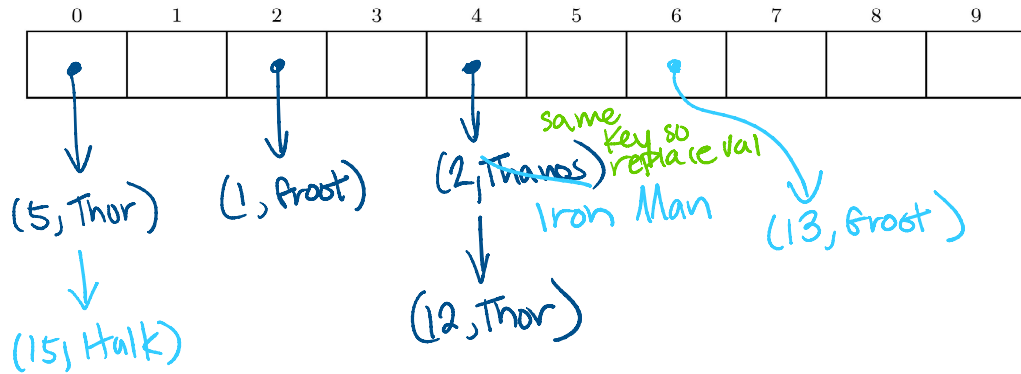 0 1 2 3 4 5 6 7 8 9
same
key so
replace val
(5, Thor)
(1, Groot)
(2, Thanos)
Iron Man
(13, Groot)
(12, Thor)
(15, Hulk)